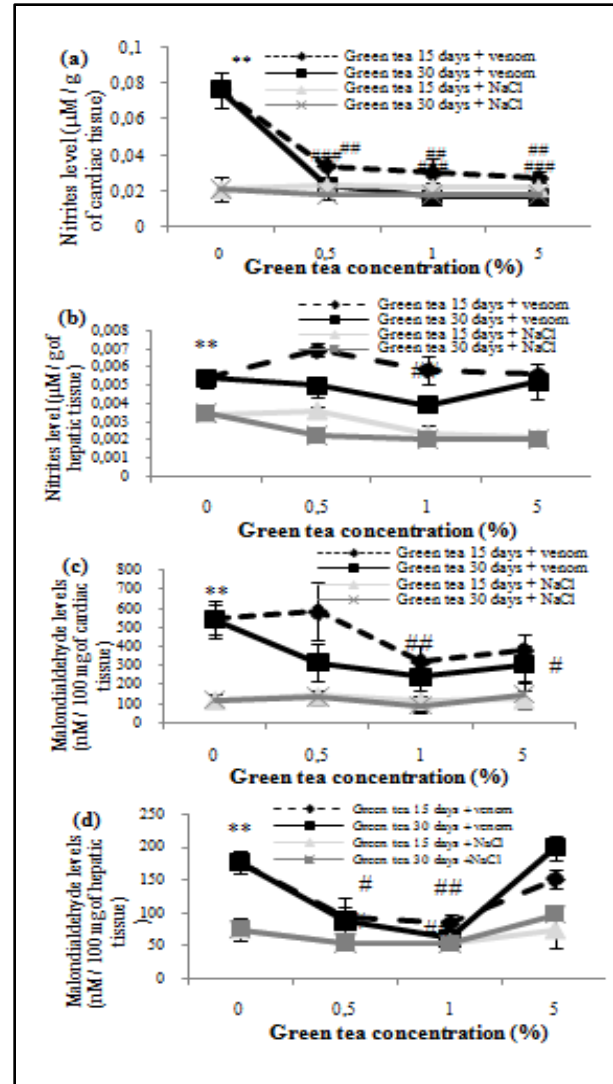 (a)
Nitrites level (µM / g
of cardiac tissue)
0,1
0,08
0,06
0,04
0,02
0
**
Green tea 15 days + venom
Green tea 30 days + venom
Green tea 15 days + NaCl
Green tea 30 days + NaCl
###
##
##
##
###
0 0,5 1 5
Green tea concentration (%)
(b)
Nitrites level (µM / gof
hepatic tissue)
0,008
0,007
0,006
0,005
0,004
0,003
0,002
0,001
0
**
Green tea 15 days + venom
Green tea 30 days + venom
Green tea 15 days + NaCl
Green tea 30 days + NaCl
0 0,5 1 5
Green tea concentration (%)
(c)
Malondialdehyde levels
(nM / 100 mg of cardiac
tissue)
800
700
600
500
400
300
200
100
0
**
Green tea 15 days + venom
Green tea 30 days + venom
Green tea 15 days + NaCl
Green tea 30 days + NaCl
##
#
0 0,5 1 5
Green tea concentration (%)
(d)
Malondialdehyde levels
(nM / 100 mg of hepatic
tissue)
)
250
200
150
100
50
0
**
Green tea 15 days + venom
Green tea 30 days + venom
Green tea 15 days + NaCl
Green tea 30 days +NaCl
#
##
0 0,5 1 5
Green tea concentration (%)